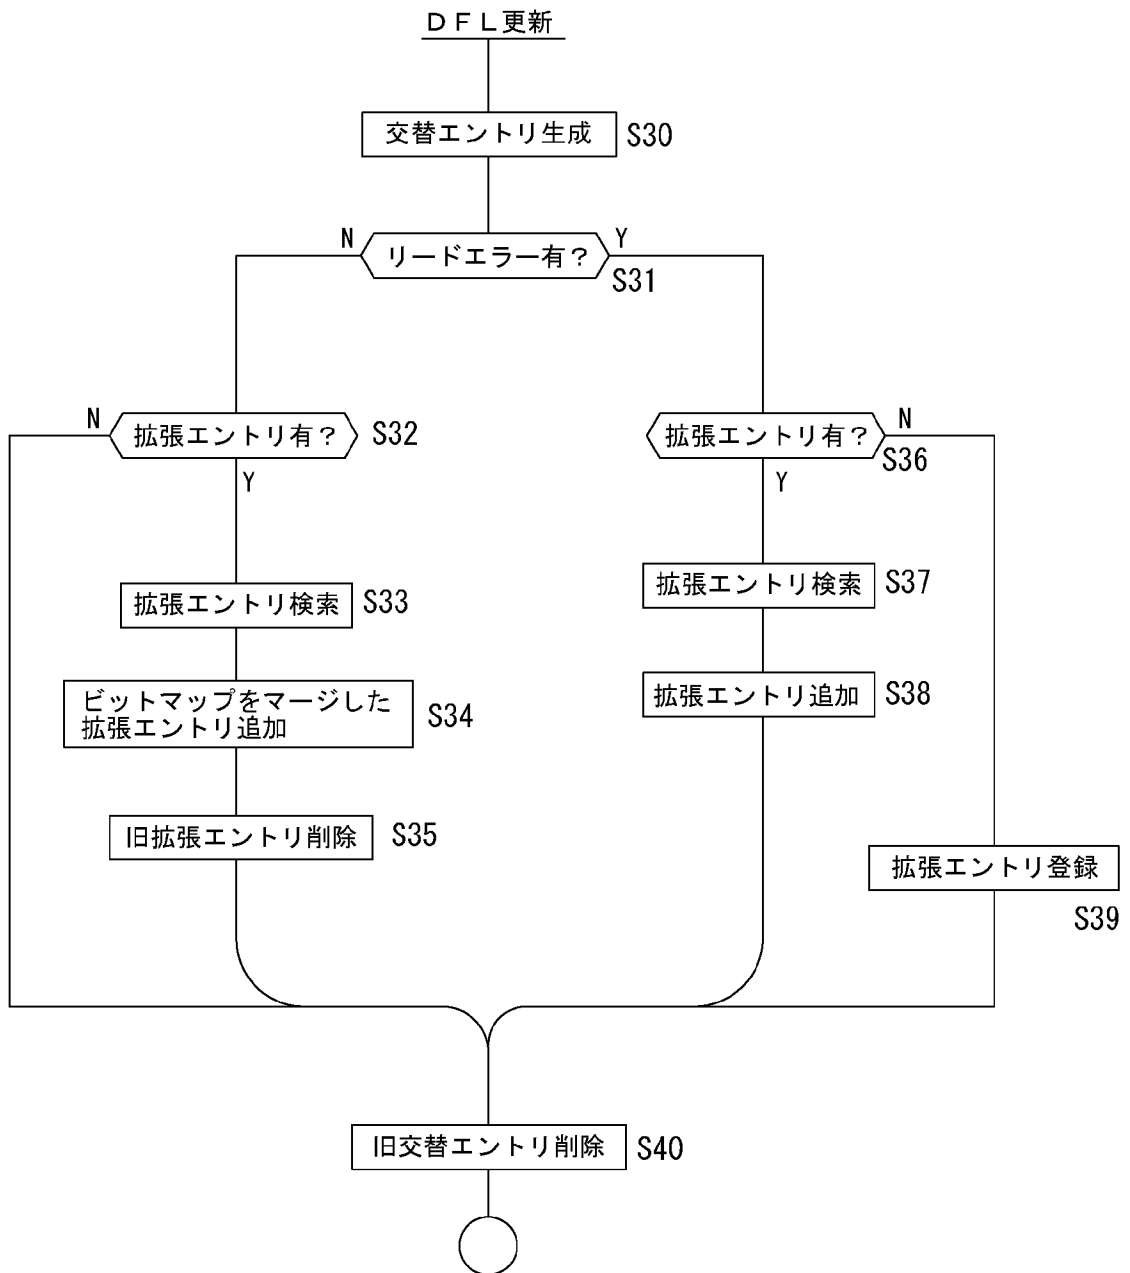 ＤＦＬ更新
交替エントリ生成 S30
N リードエラー有？ Y
S31
N 拡張エントリ有？ S32
Y
拡張エントリ有？ N
S36
Y
拡張エントリ検索 S33
拡張エントリ検索 S37
ビットマップをマージした
拡張エントリ追加
S34
拡張エントリ追加 S38
旧拡張エントリ削除 S35
拡張エントリ登録
S39
旧交替エントリ削除 S40